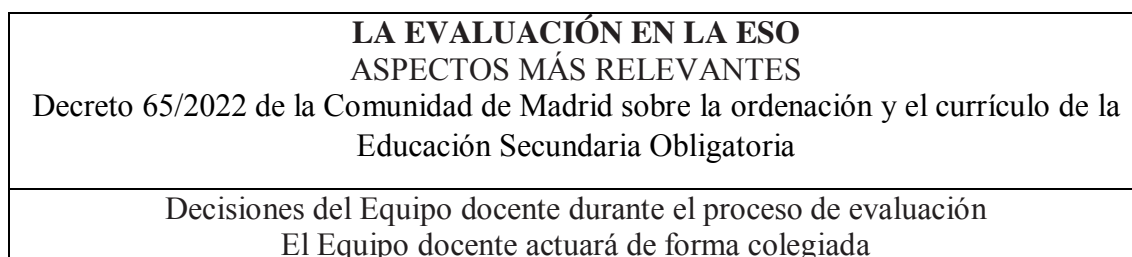 LA EVALUACIÓN EN LA ESO
ASPECTOS MÁS RELEVANTES
Decreto 65/2022 de la Comunidad de Madrid sobre la ordenación y el currículo de la
Educación Secundaria Obligatoria
Decisiones del Equipo docente durante el proceso de evaluación
El Equipo docente actuará de forma colegiada